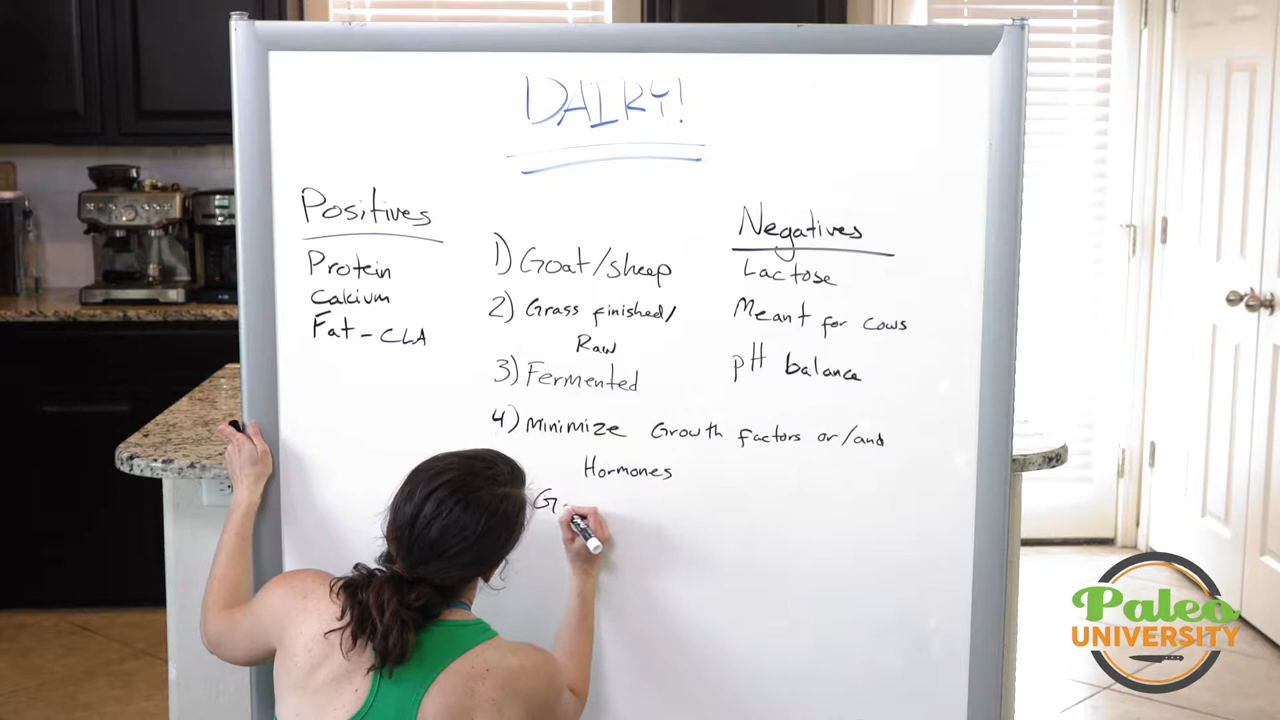 DAIRY!
Positives
Protein
Calcium
Fat - CLA
1) Goat/sheep
2) Grass finished/
Raw
3) Fermented
4) Minimize Growth factors or/and
Hormones
G
Negatives
Lactose
Meant for cows
pH balance
Paleo
UNIVERSITY